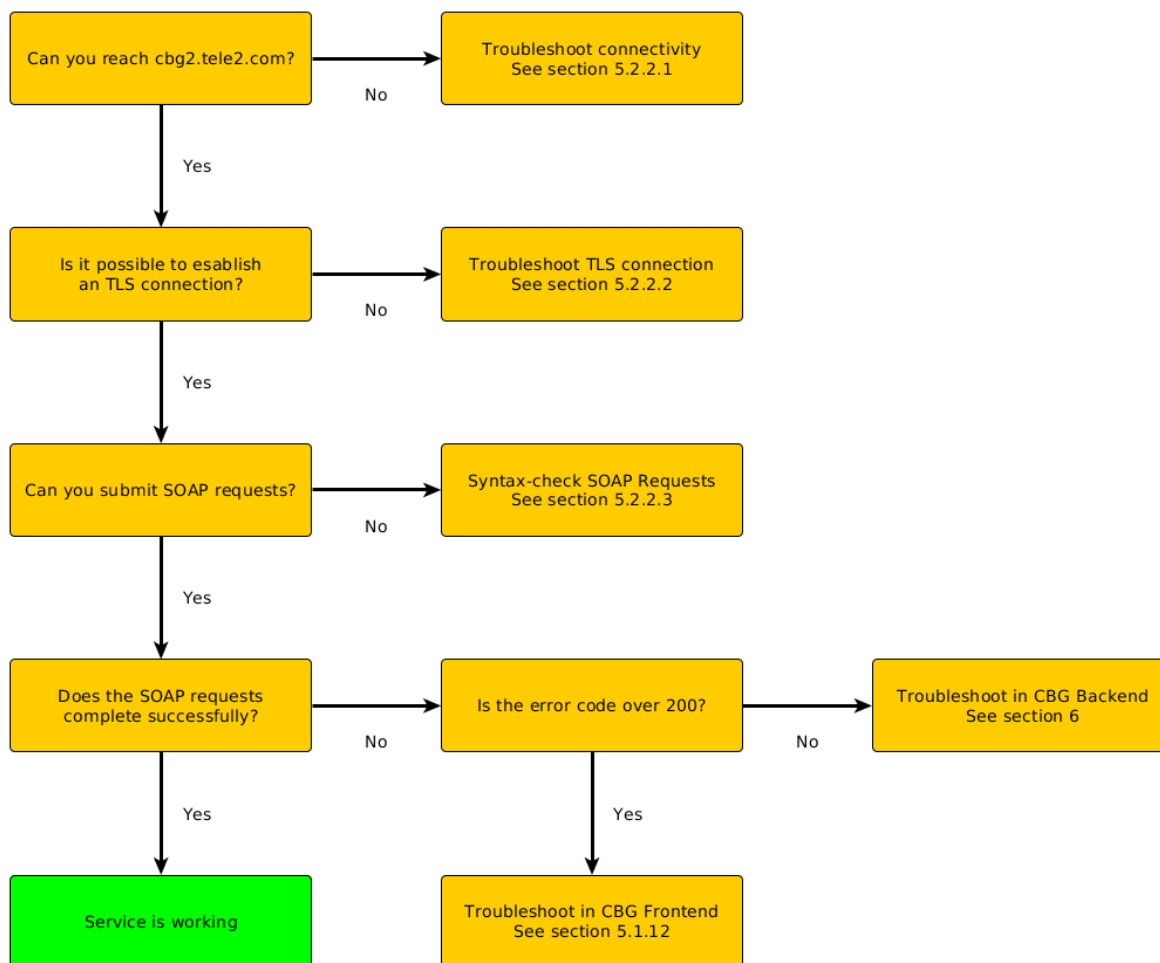 Can you reach cbg2.tele2.com?
Troubleshoot connectivity
See section 5.2.2.1
No
Yes
Is it possible to esablish
an TLS connection?
Troubleshoot TLS connection
See section 5.2.2.2
No
Yes
Can you submit SOAP requests?
Syntax-check SOAP Requests
See section 5.2.2.3
No
Yes
Does the SOAP requests
complete successfully?
Is the error code over 200?
Troubleshoot in CBG Backend
See section 6
No
No
Yes
Yes
Service is working
Troubleshoot in CBG Frontend
See section 5.1.12